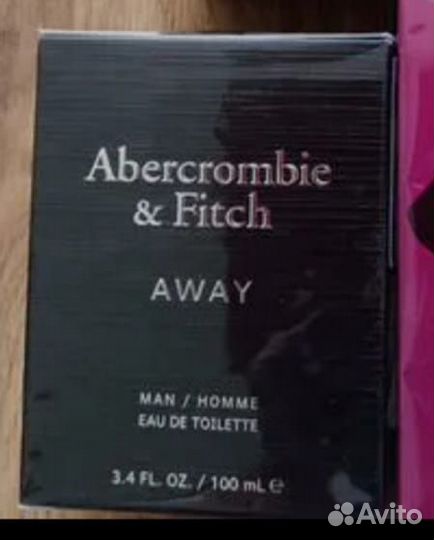 Abercrombie
& Fitch
AWAY
MAN / HOMME
EAU DE TOILETTE
3.4 FL. OZ. / 100 mL ℮
Avito